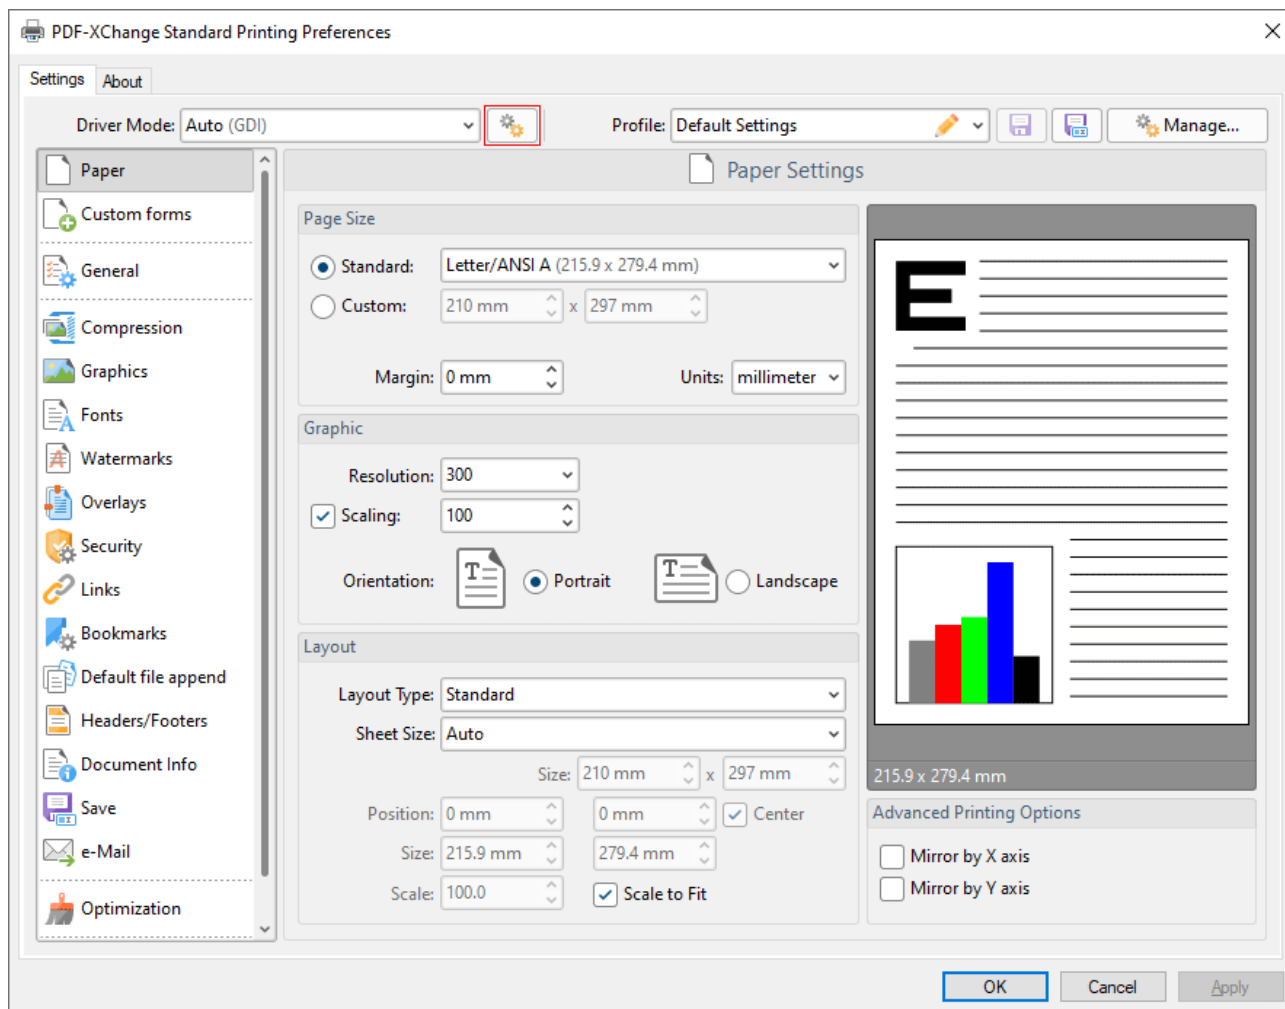 PDF-XChange Standard Printing Preferences
Settings About
Driver Mode: Auto (GDI) Profile: Default Settings Manage...
Paper
Custom forms
General
Compression
Graphics
Fonts
Watermarks
Overlays
Security
Links
Bookmarks
Default file append
Headers/Footers
Document Info
Save
e-Mail
Optimization
Paper Settings
Page Size
Standard: Letter/ANSI A (215.9 x 279.4 mm)
Custom: 210 mm x 297 mm
Margin: 0 mm Units: millimeter
Graphic
Resolution: 300
Scaling: 100
Orientation: T Portrait T Landscape
Layout
Layout Type: Standard
Sheet Size: Auto
Size: 210 mm x 297 mm
Position: 0 mm 0 mm Center
Size: 215.9 mm 279.4 mm
Scale: 100.0 Scale to Fit
E
215.9 x 279.4 mm
Advanced Printing Options
Mirror by X axis
Mirror by Y axis
OK Cancel Apply